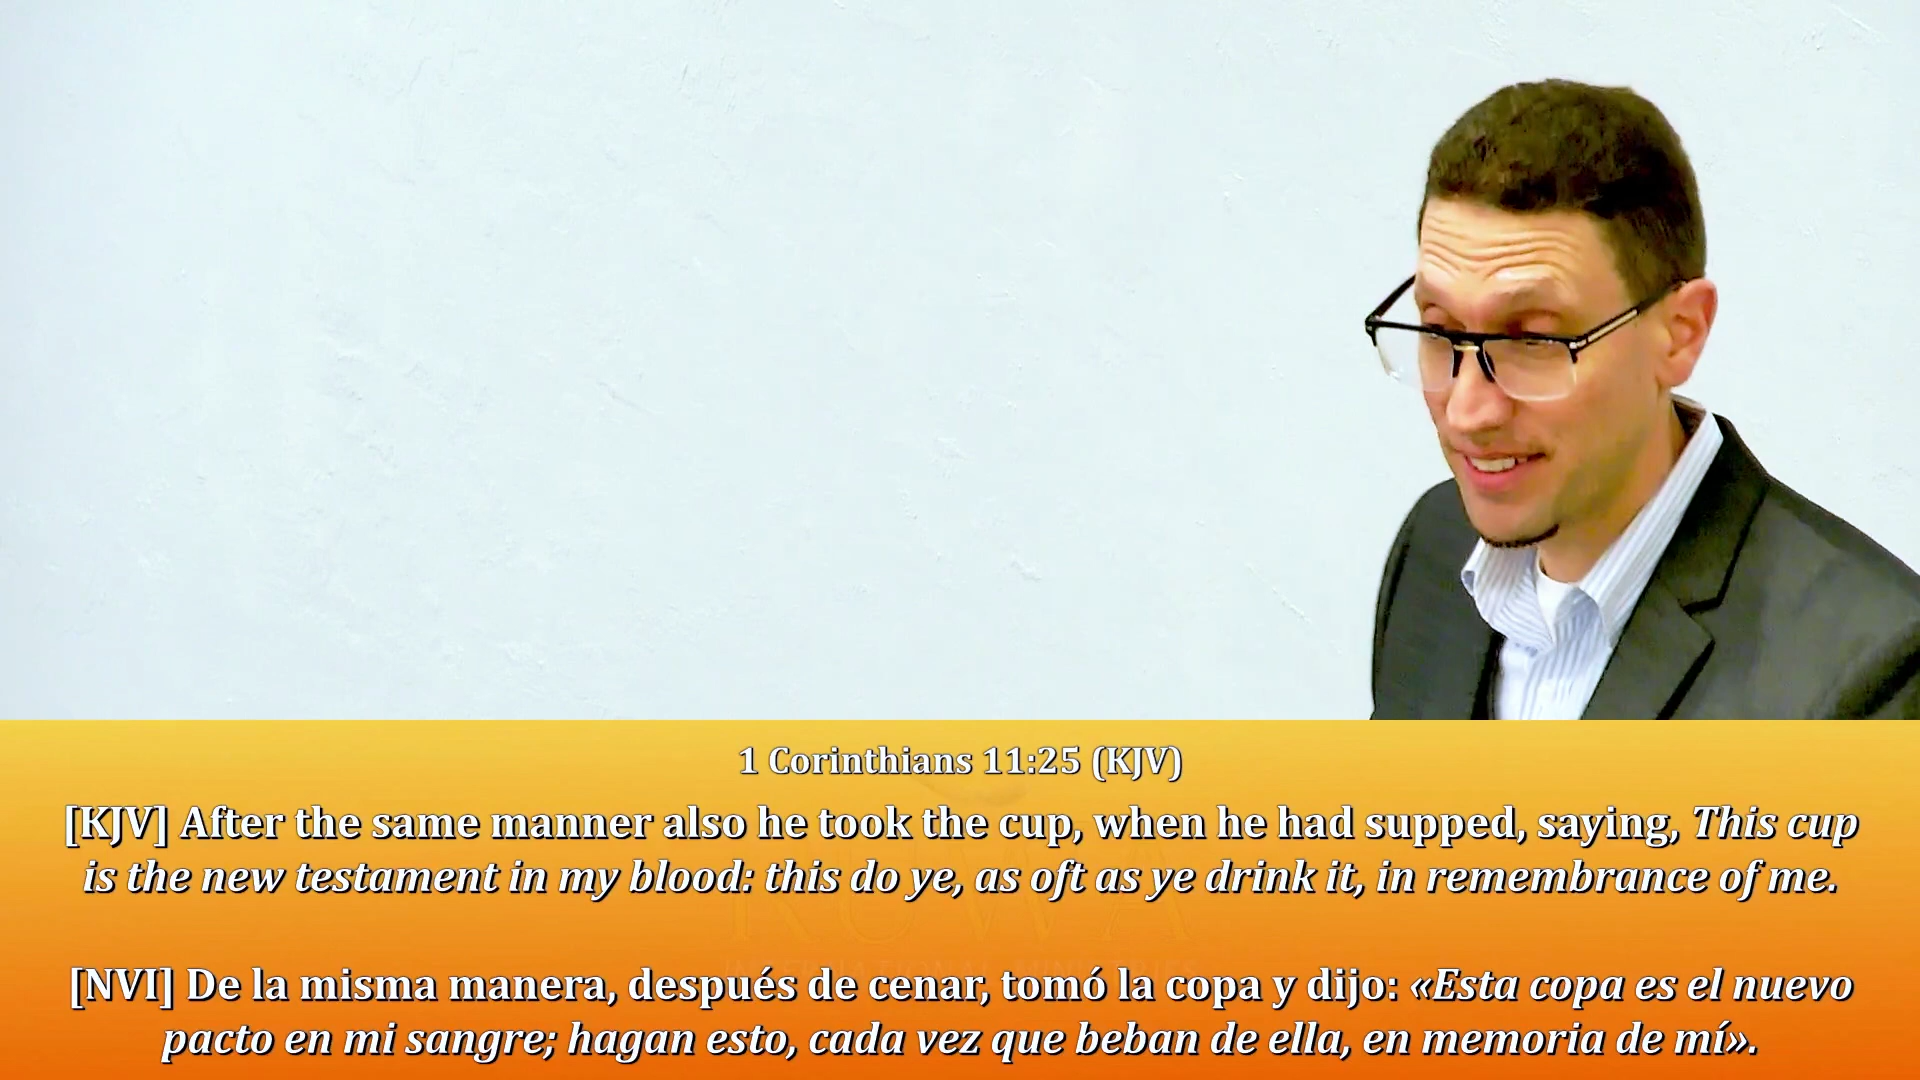 1 Corinthians 11:25 (KJV)
[KJV] After the same manner also he took the cup, when he had supped, saying, This cup
is the new testament in my blood: this do ye, as oft as ye drink it, in remembrance of me.
RUWA
INTERNATIONAL MINISTRIES
[NVI] De la misma manera, después de cenar, tomó la copa y dijo: «Esta copa es el nuevo
pacto en mi sangre; hagan esto, cada vez que beban de ella, en memoria de mí».